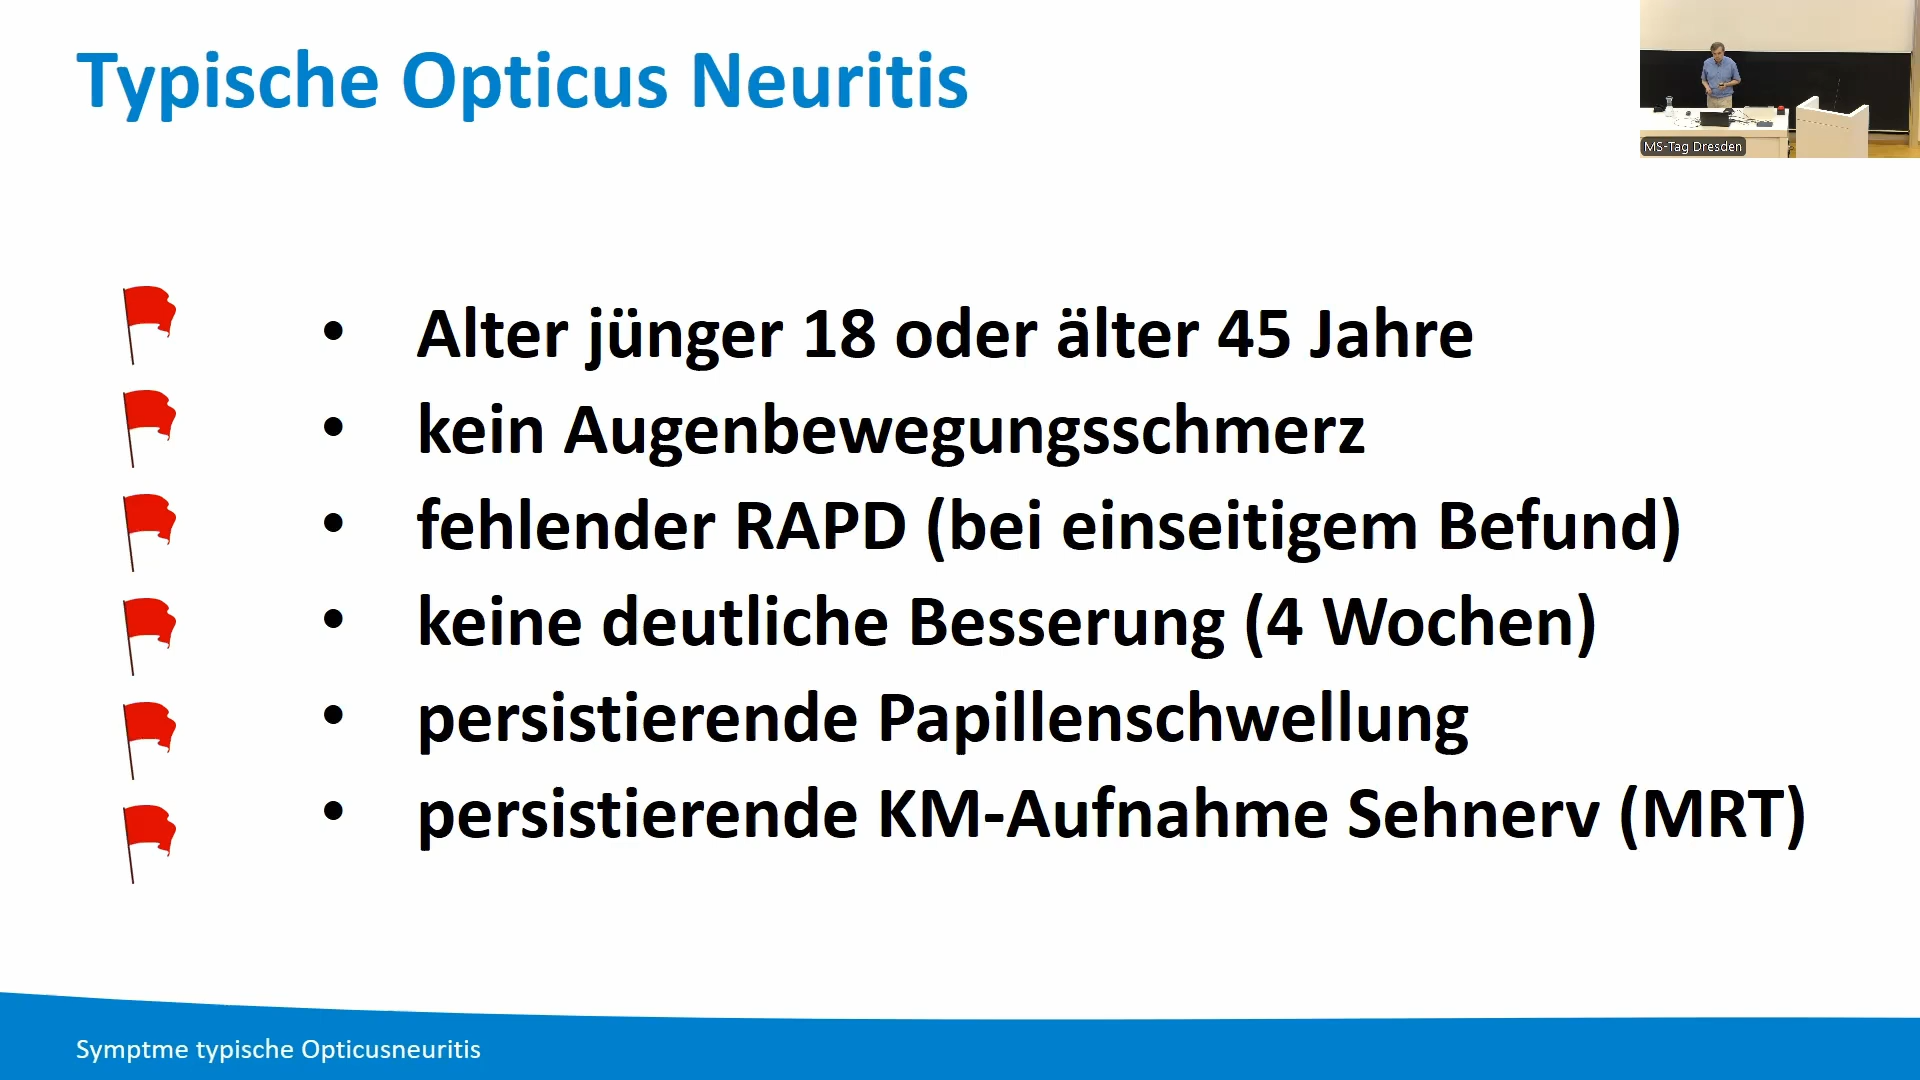 Typische Opticus Neuritis
MS-Tag Dresden
• Alter jünger 18 oder älter 45 Jahre
• kein Augenbewegungsschmerz
• fehlender RAPD (bei einseitigem Befund)
• keine deutliche Besserung (4 Wochen)
• persistierende Papillenschwellung
• persistierende KM-Aufnahme Sehnerv (MRT)
Symptme typische Opticusneuritis